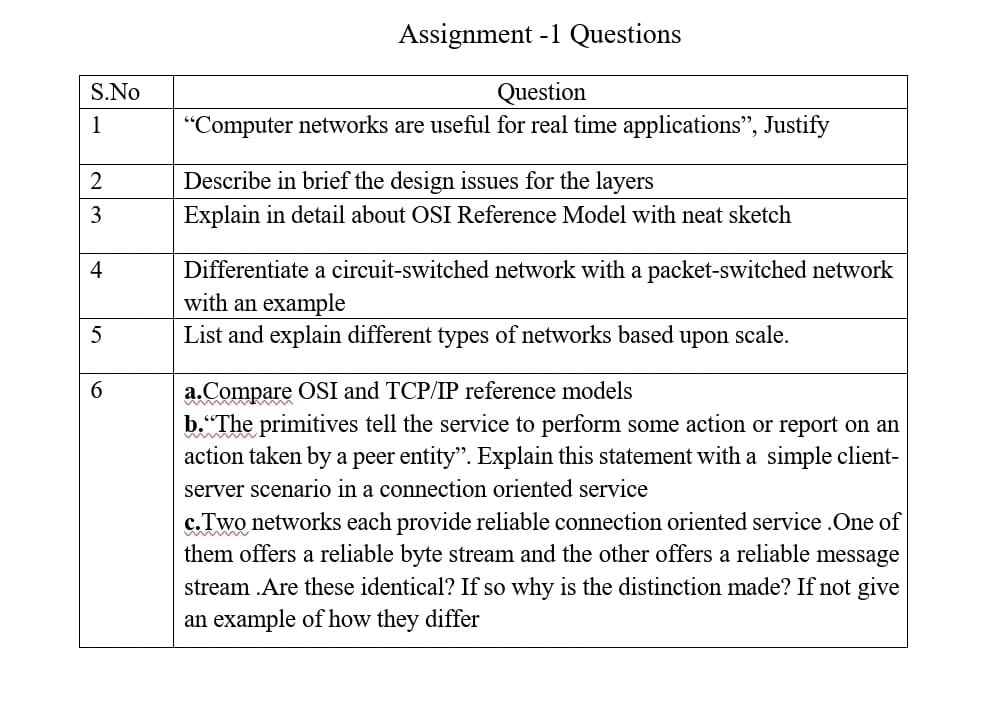 Assignment -1 Questions
S.No Question
1 “Computer networks are useful for real time applications”, Justify
2 Describe in brief the design issues for the layers
3 Explain in detail about OSI Reference Model with neat sketch
4 Differentiate a circuit-switched network with a packet-switched network
with an example
5 List and explain different types of networks based upon scale.
6 a.Compare OSI and TCP/IP reference models
b.“The primitives tell the service to perform some action or report on an
action taken by a peer entity”. Explain this statement with a simple client-
server scenario in a connection oriented service
c.Two networks each provide reliable connection oriented service .One of
them offers a reliable byte stream and the other offers a reliable message
stream .Are these identical? If so why is the distinction made? If not give
an example of how they differ